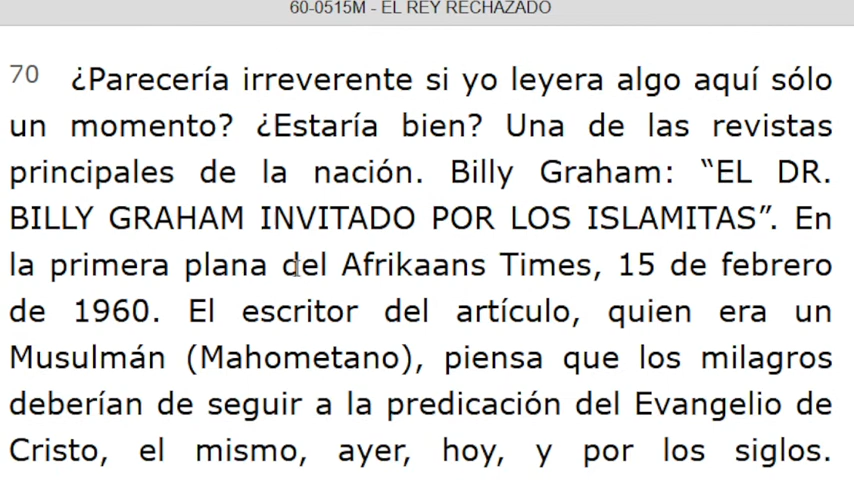 60-0515M - EL REY RECHAZADO
70 ¿Parecería irreverente si yo leyera algo aquí sólo
un momento? ¿Estaría bien? Una de las revistas
principales de la nación. Billy Graham: “EL DR.
BILLY GRAHAM INVITADO POR LOS ISLAMITAS”. En
la primera plana del Afrikaans Times, 15 de febrero
de 1960. El escritor del artículo, quien era un
Musulmán (Mahometano), piensa que los milagros
deberían de seguir a la predicación del Evangelio de
Cristo, el mismo, ayer, hoy, y por los siglos.